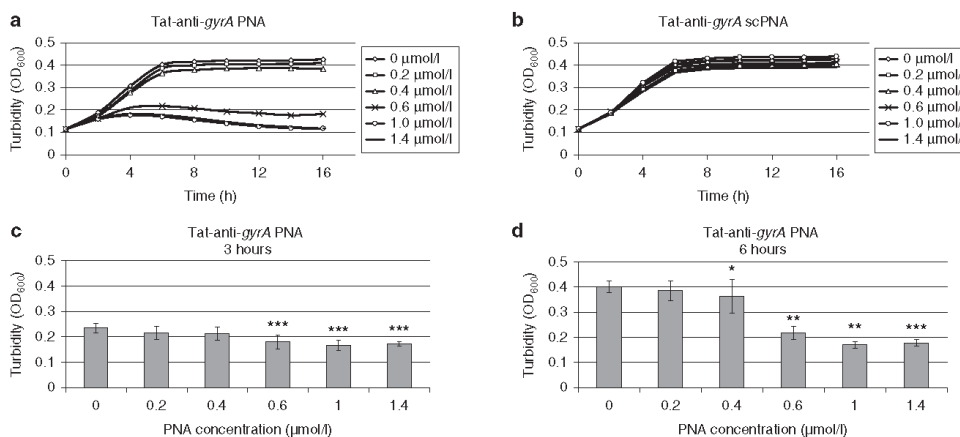 a
Tat-anti-gyrA PNA
Turbidity (OD600)
0.5
0.4
0.3
0.2
0.1
0
0 4 8 12 16
Time (h)
0 µmol/l
0.2 µmol/l
0.4 µmol/l
0.6 µmol/l
1.0 µmol/l
1.4 µmol/l
b
Tat-anti-gyrA scPNA
Turbidity (OD600)
0.5
0.4
0.3
0.2
0.1
0
0 4 8 12 16
Time (h)
0 µmol/l
0.2 µmol/l
0.4 µmol/l
0.6 µmol/l
1.0 µmol/l
1.4 µmol/l
c
Tat-anti-gyrA PNA
3 hours
Turbidity (OD600)
0.5
0.4
0.3
0.2
0.1
0
*** *** ***
0 0.2 0.4 0.6 1 1.4
PNA concentration (µmol/l)
d
Tat-anti-gyrA PNA
6 hours
Turbidity (OD600)
0.5
0.4
0.3
0.2
0.1
0
* ** ** ***
0 0.2 0.4 0.6 1 1.4
PNA concentration (µmol/l)